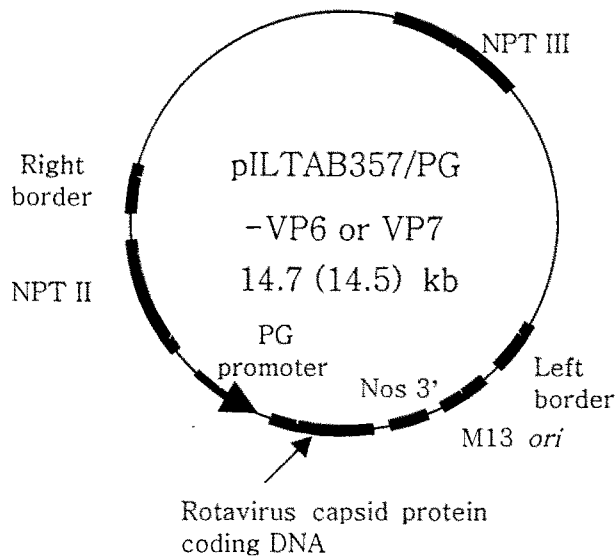 NPT III
pILTAB357/PG
-VP6 or VP7
14.7 (14.5) kb
Right
border
NPT II
PG
promoter
Nos 3'
Left
border
M13 ori
Rotavirus capsid protein
coding DNA